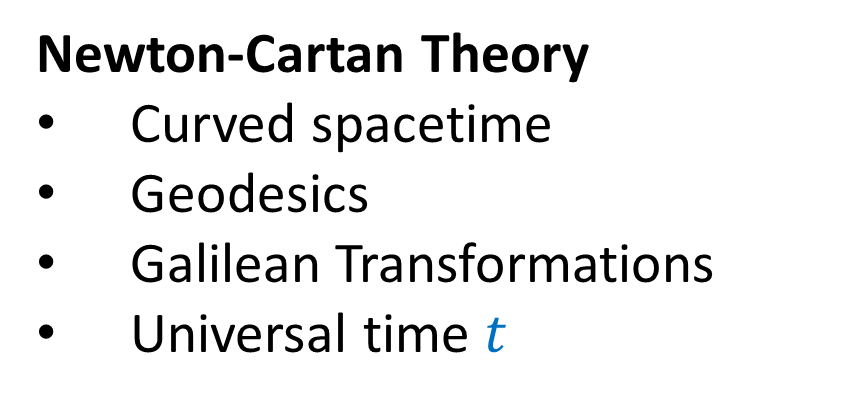 Newton-Cartan Theory
• Curved spacetime
• Geodesics
• Galilean Transformations
• Universal time t